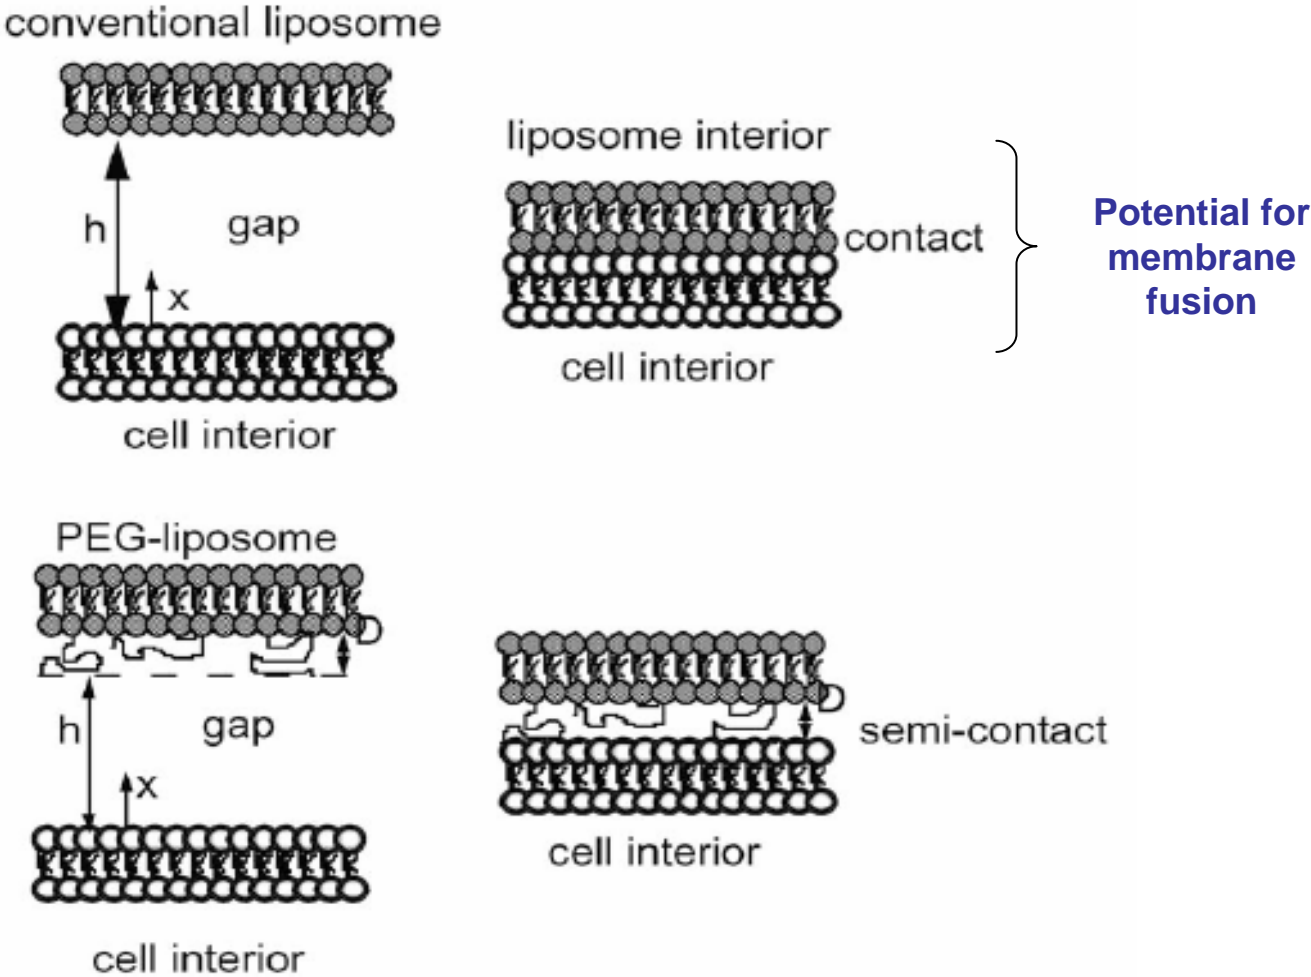 conventional liposome
h
gap
x
cell interior
liposome interior
contact
cell interior
Potential for
membrane
fusion
PEG-liposome
D
h
gap
x
cell interior
D
semi-contact
cell interior